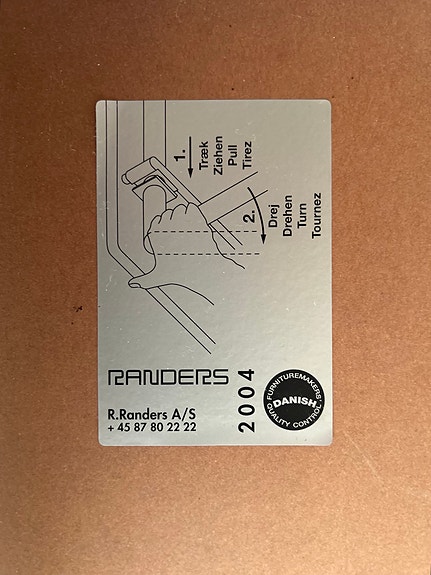 1.
Træk
Ziehen
Pull
Tirez
2.
Drej
Drehen
Turn
Tournez
RANDERS
R.Randers A/S
+ 45 87 80 22 22
2004
FURNITUREMAKERS
DANISH
QUALITY CONTROL